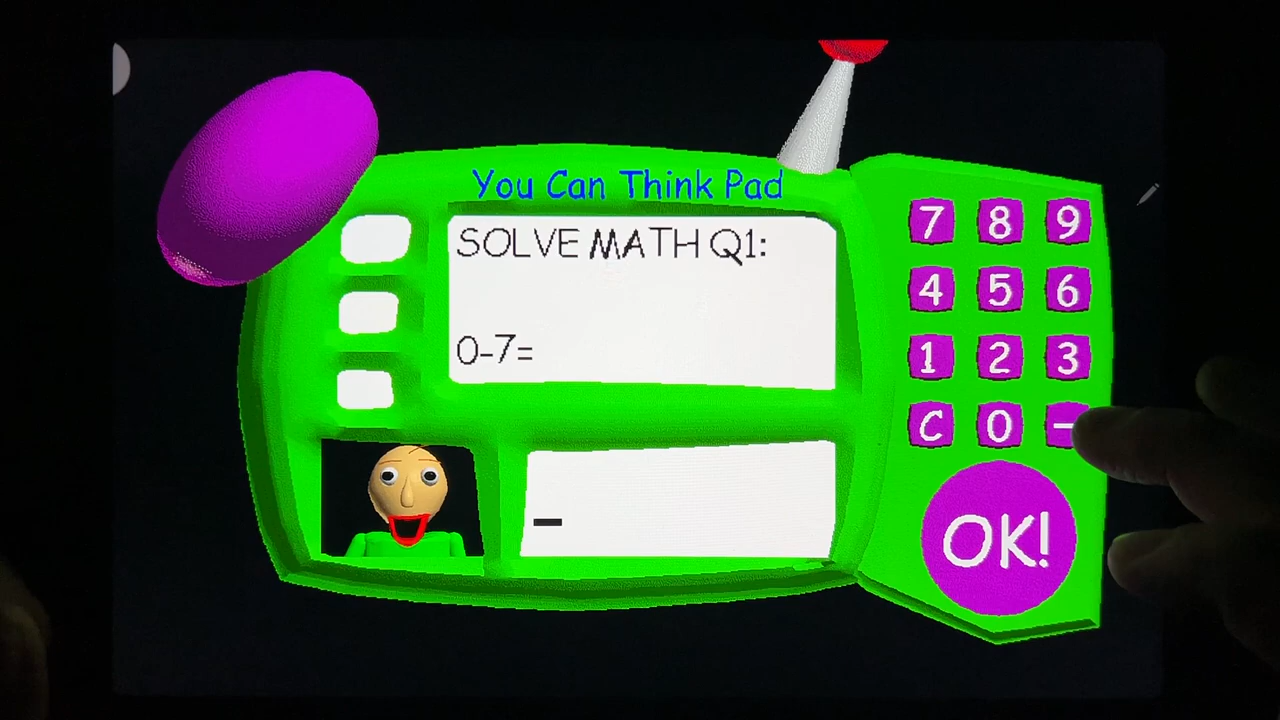 You Can Think Pad
SOLVE MATH Q1:
0-7=
-
7 8 9
4 5 6
1 2 3
C 0 -
OK!